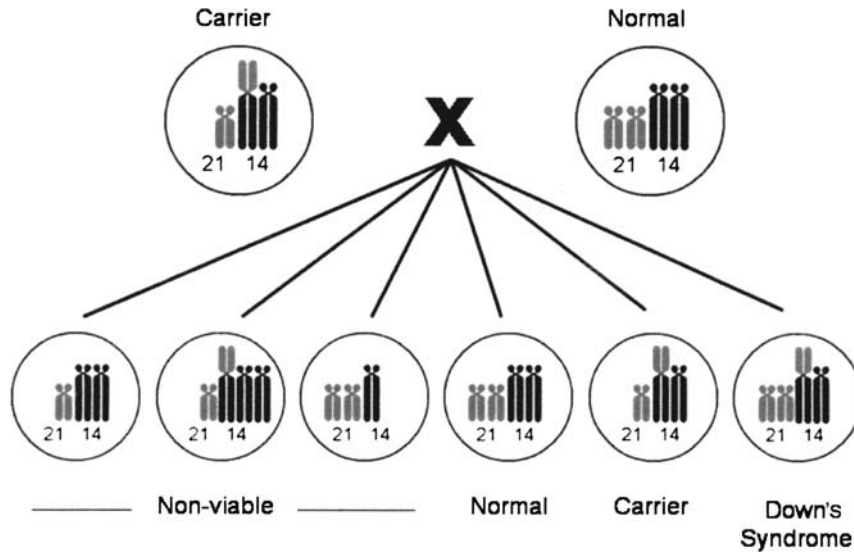 Carrier
Normal
X
21 14
21 14
21 14
21 14
21 14
21 14
21 14
21 14
Non-viable
Normal
Carrier
Down's
Syndrome